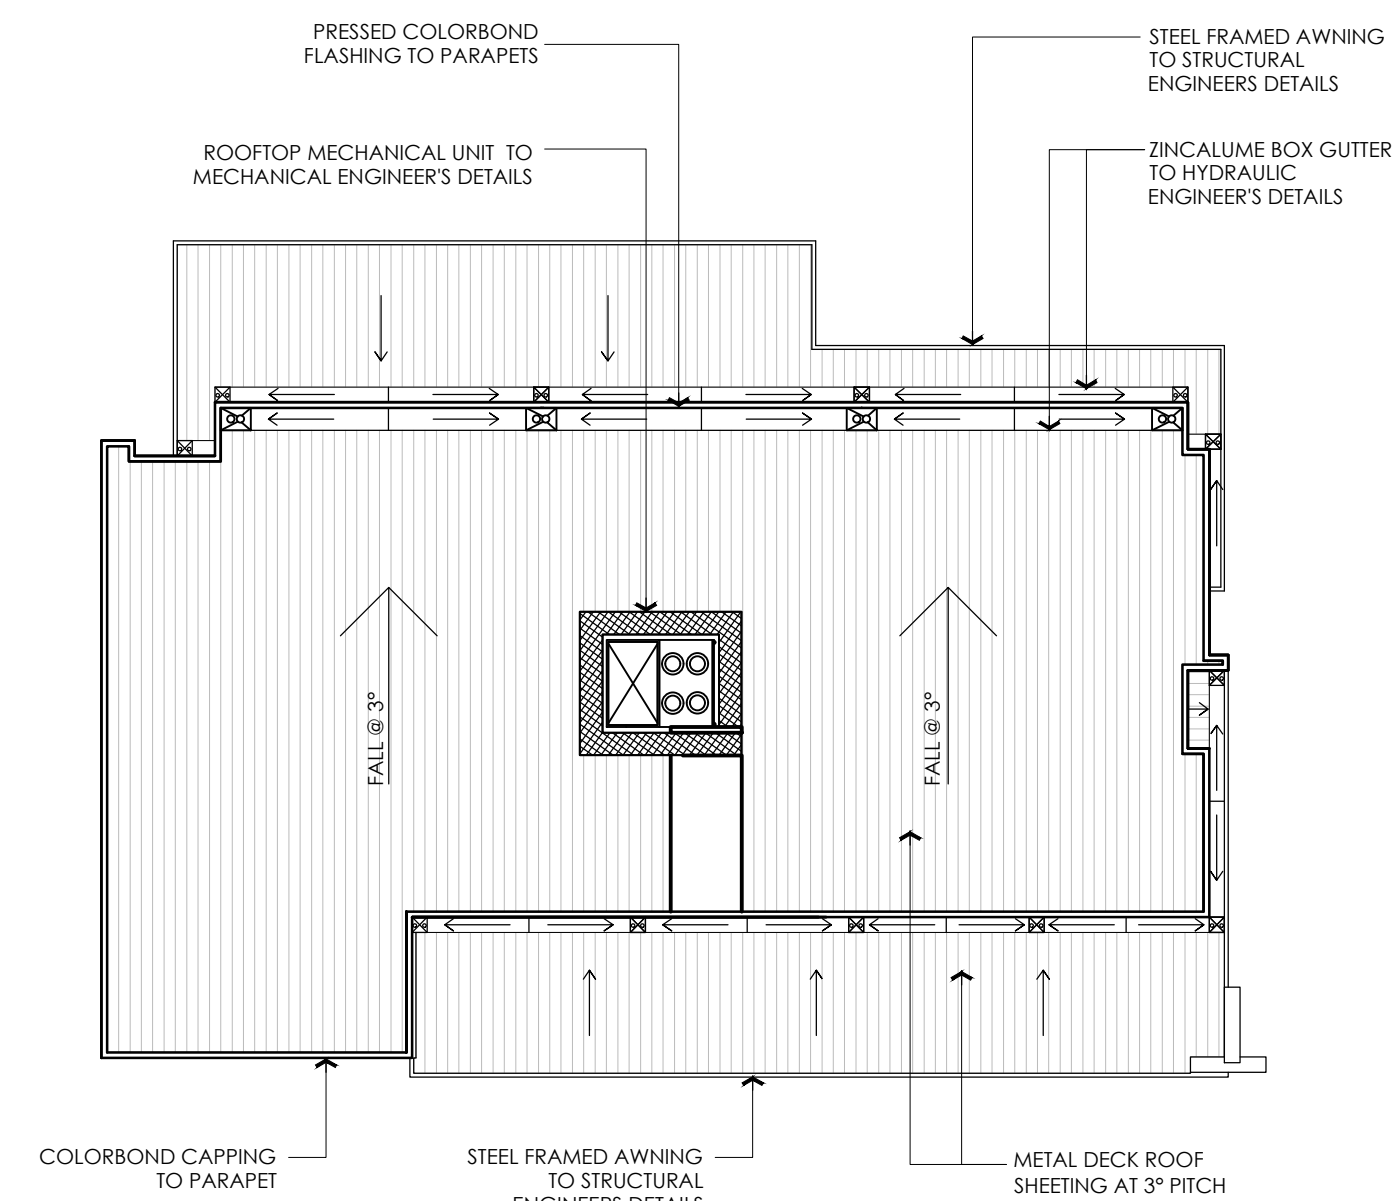 PRESSED COLORBOND
FLASHING TO PARAPETS
STEEL FRAMED AWNING
TO STRUCTURAL
ENGINEERS DETAILS
ROOFTOP MECHANICAL UNIT TO
MECHANICAL ENGINEER'S DETAILS
ZINCALUME BOX GUTTER
TO HYDRAULIC
ENGINEER'S DETAILS
FALL @ 3°
FALL @ 3°
COLORBOND CAPPING
TO PARAPET
STEEL FRAMED AWNING
TO STRUCTURAL
ENGINEERS DETAILS
METAL DECK ROOF
SHEETING AT 3° PITCH